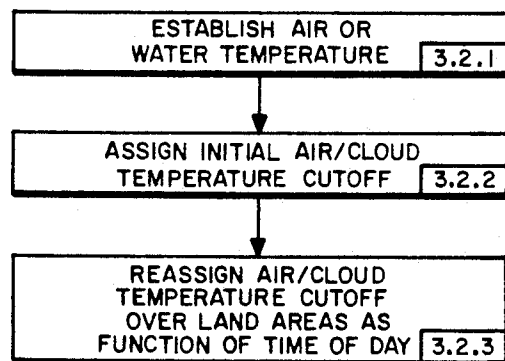 ESTABLISH AIR OR
WATER TEMPERATURE 3.2.1
ASSIGN INITIAL AIR/CLOUD
TEMPERATURE CUTOFF 3.2.2
REASSIGN AIR/CLOUD
TEMPERATURE CUTOFF
OVER LAND AREAS AS
FUNCTION OF TIME OF DAY 3.2.3